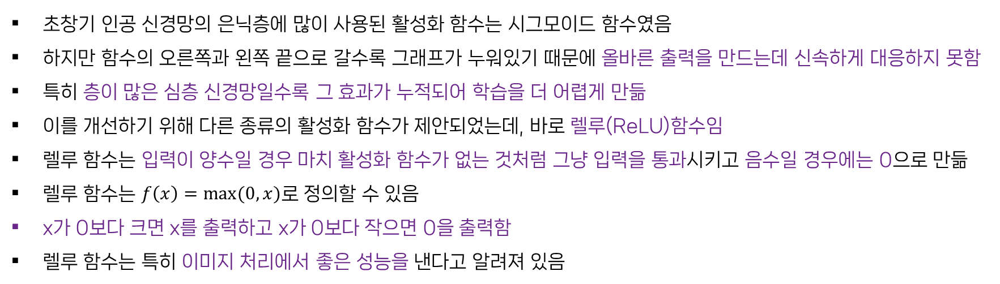 ▪ 초창기 인공 신경망의 은닉층에 많이 사용된 활성화 함수는 시그모이드 함수였음
▪ 하지만 함수의 오른쪽과 왼쪽 끝으로 갈수록 그래프가 누워있기 때문에 올바른 출력을 만드는데 신속하게 대응하지 못함
▪ 특히 층이 많은 심층 신경망일수록 그 효과가 누적되어 학습을 더 어렵게 만듦
▪ 이를 개선하기 위해 다른 종류의 활성화 함수가 제안되었는데, 바로 렐루(ReLU)함수임
▪ 렐루 함수는 입력이 양수일 경우 마치 활성화 함수가 없는 것처럼 그냥 입력을 통과시키고 음수일 경우에는 0으로 만듦
▪ 렐루 함수는 f(x) = max(0, x)로 정의할 수 있음
▪ x가 0보다 크면 x를 출력하고 x가 0보다 작으면 0을 출력함
▪ 렐루 함수는 특히 이미지 처리에서 좋은 성능을 낸다고 알려져 있음